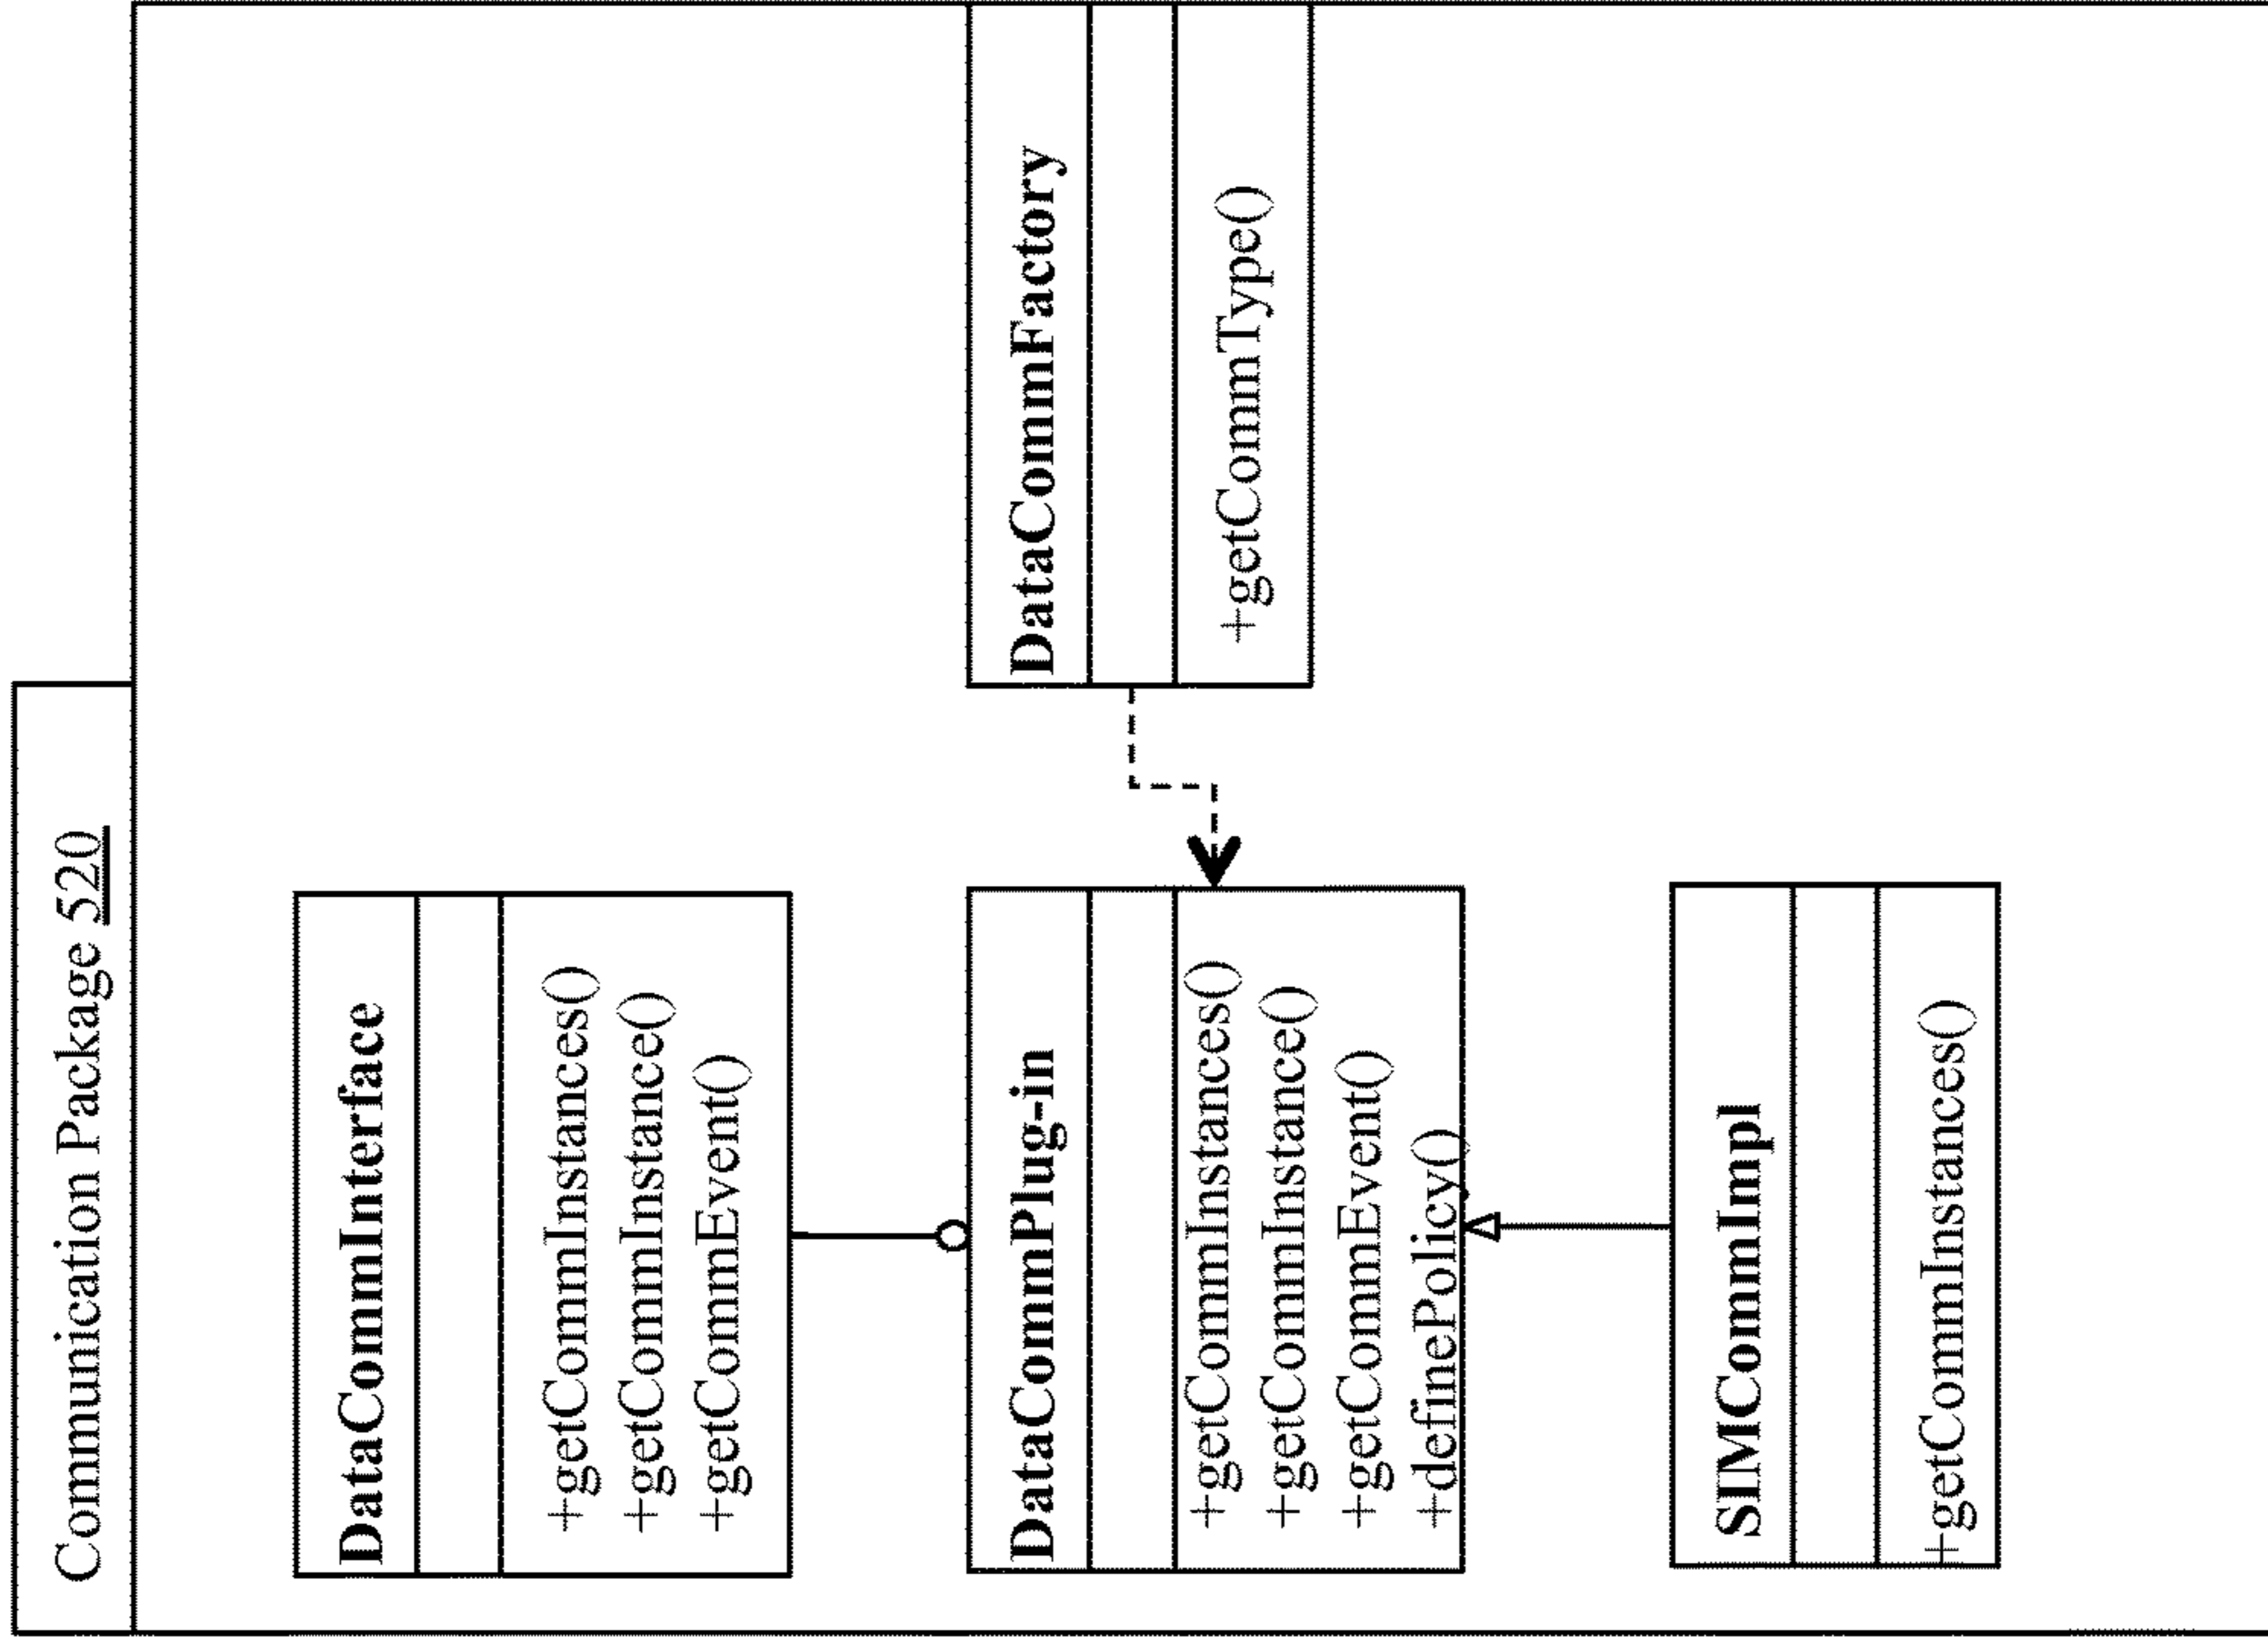 Communication Package 520
DataCommInterface
+getCommInstances()
+getCommInstance()
+getCommEvent()
DataCommPlug-in
+getCommInstances()
+getCommInstance()
+getCommEvent()
+definePolicy()
DataCommFactory
+getCommType()
SIMCommImpl
+getCommInstances()